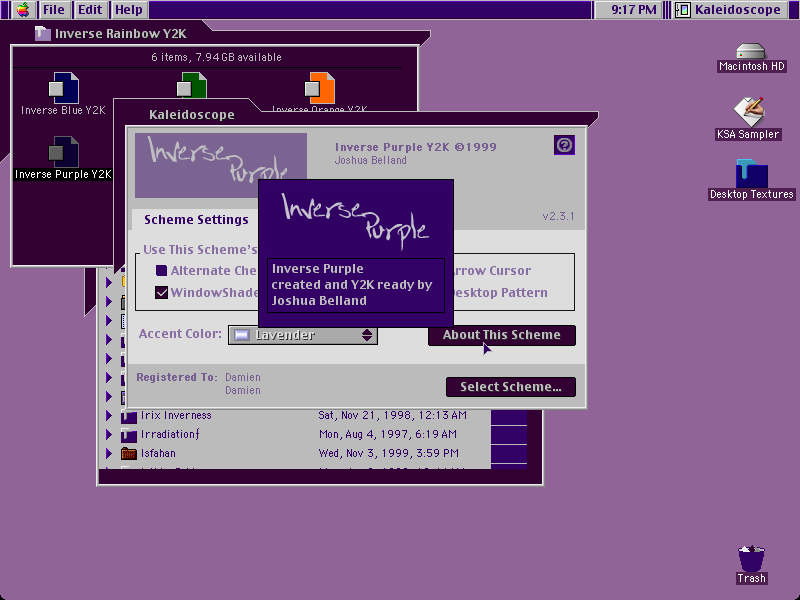 File Edit Help
9:17 PM
Kaleidoscope
Inverse Rainbow Y2K
6 items, 7.94GB available
Inverse Blue Y2K
Inverse Orange Y2K
Inverse Purple Y2K
Macintosh HD
KSA Sampler
Desktop Textures
Trash
Kaleidoscope
Inverse
Purple
Inverse Purple Y2K ©1999
Joshua Belland
v2.3.1
Scheme Settings
Use This Scheme's
Alternate Che
WindowShade
Arrow Cursor
Desktop Pattern
Inverse
Purple
Inverse Purple
created and Y2K ready by
Joshua Belland
Accent Color: Lavender
About This Scheme
Registered To: Damien
Damien
Select Scheme...
Irix Inverness Sat, Nov 21, 1998, 12:13 AM
Irradiationƒ Mon, Aug 4, 1997, 6:19 AM
Isfahan Wed, Nov 3, 1999, 3:59 PM